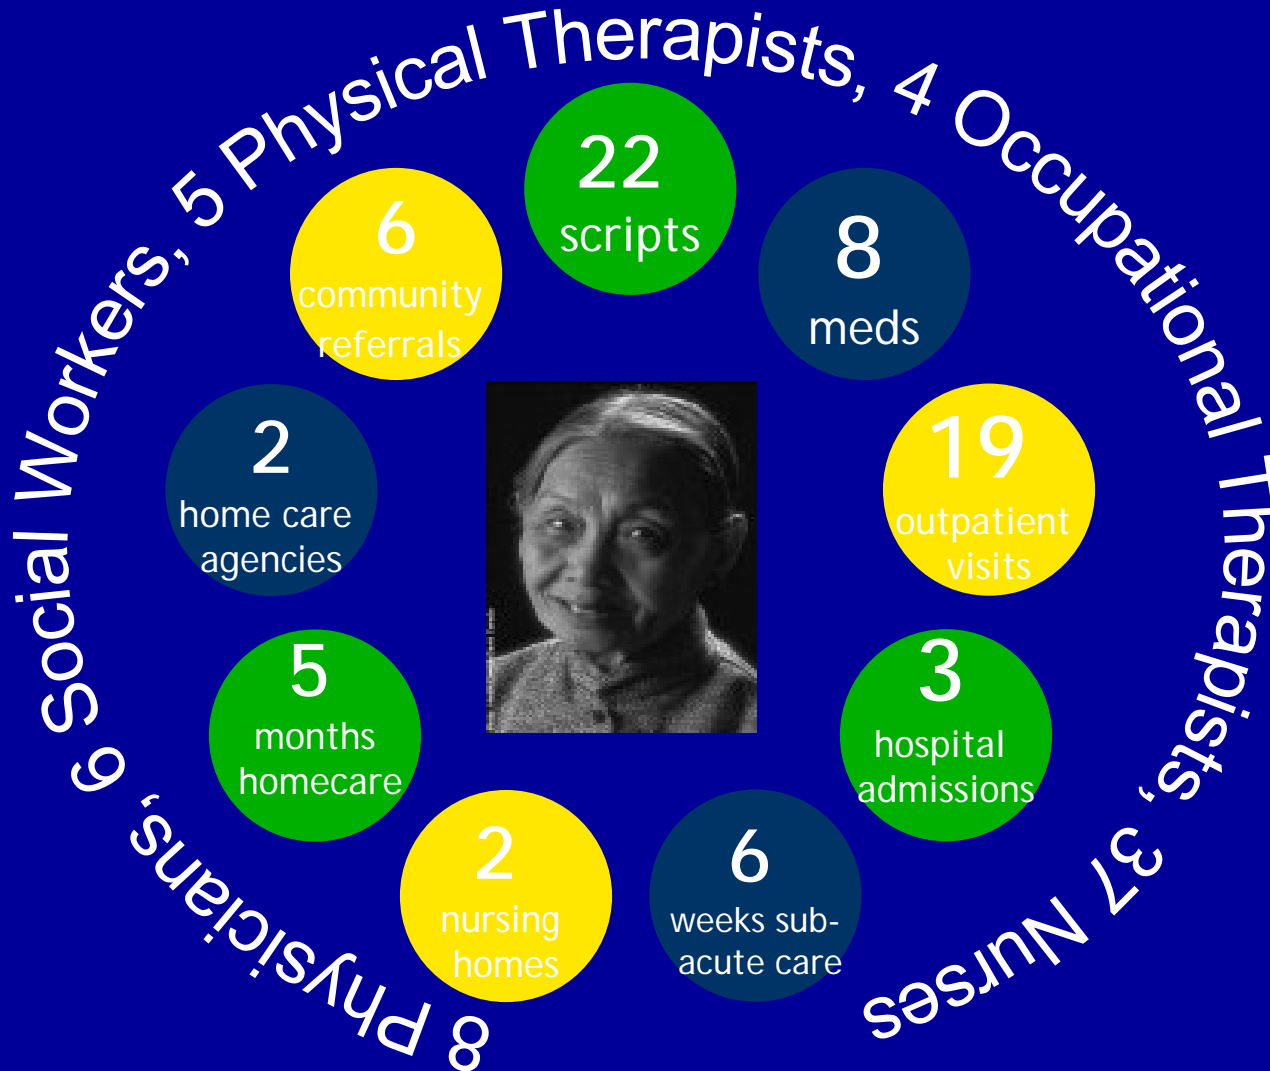 8 Physicians, 6 Social Workers, 5 Physical Therapists, 4 Occupational Therapists, 37 Nurses
22
scripts
8
meds
19
outpatient
visits
3
hospital
admissions
6
weeks sub-
acute care
2
nursing
homes
5
months
homecare
2
home care
agencies
6
community
referrals